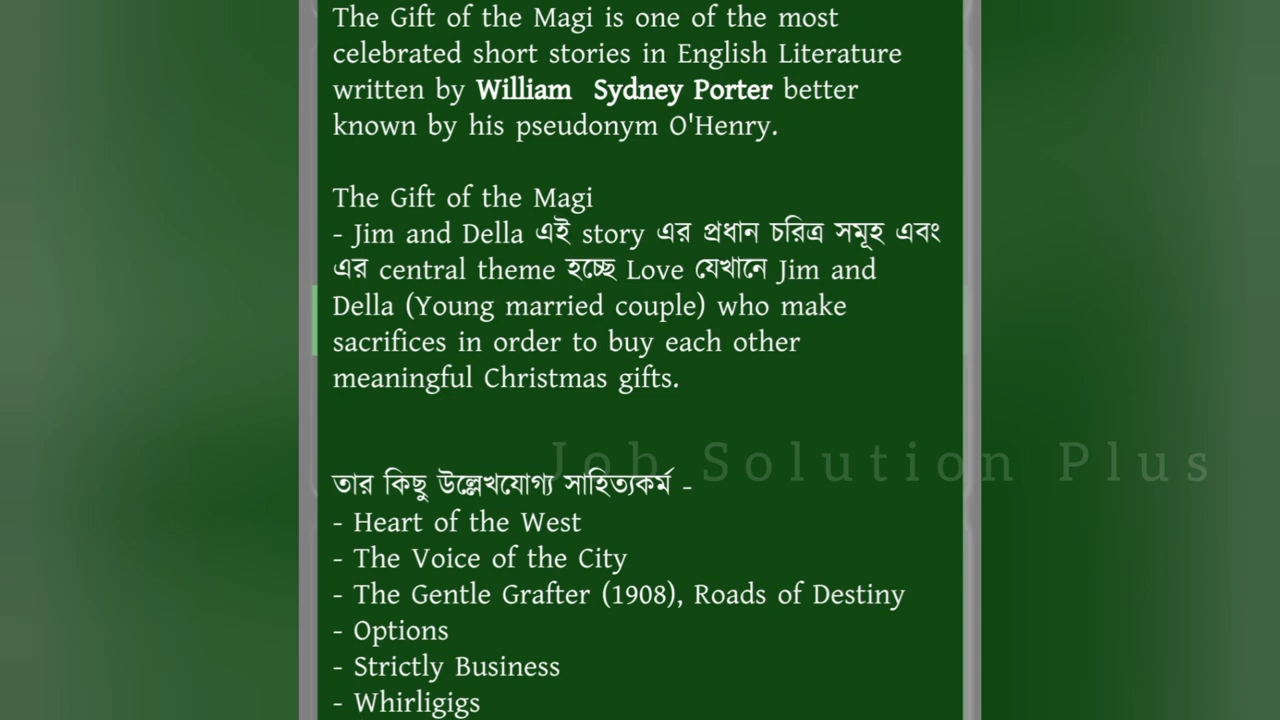 The Gift of the Magi is one of the most
celebrated short stories in English Literature
written by William Sydney Porter better
known by his pseudonym O'Henry.
The Gift of the Magi
- Jim and Della এই story এর প্রধান চরিত্র সমূহ এবং
এর central theme হচ্ছে Love যেখানে Jim and
Della (Young married couple) who make
sacrifices in order to buy each other
meaningful Christmas gifts.
Job Solution Plus
তার কিছু উল্লেখযোগ্য সাহিত্যকর্ম -
- Heart of the West
- The Voice of the City
- The Gentle Grafter (1908), Roads of Destiny
- Options
- Strictly Business
- Whirligigs